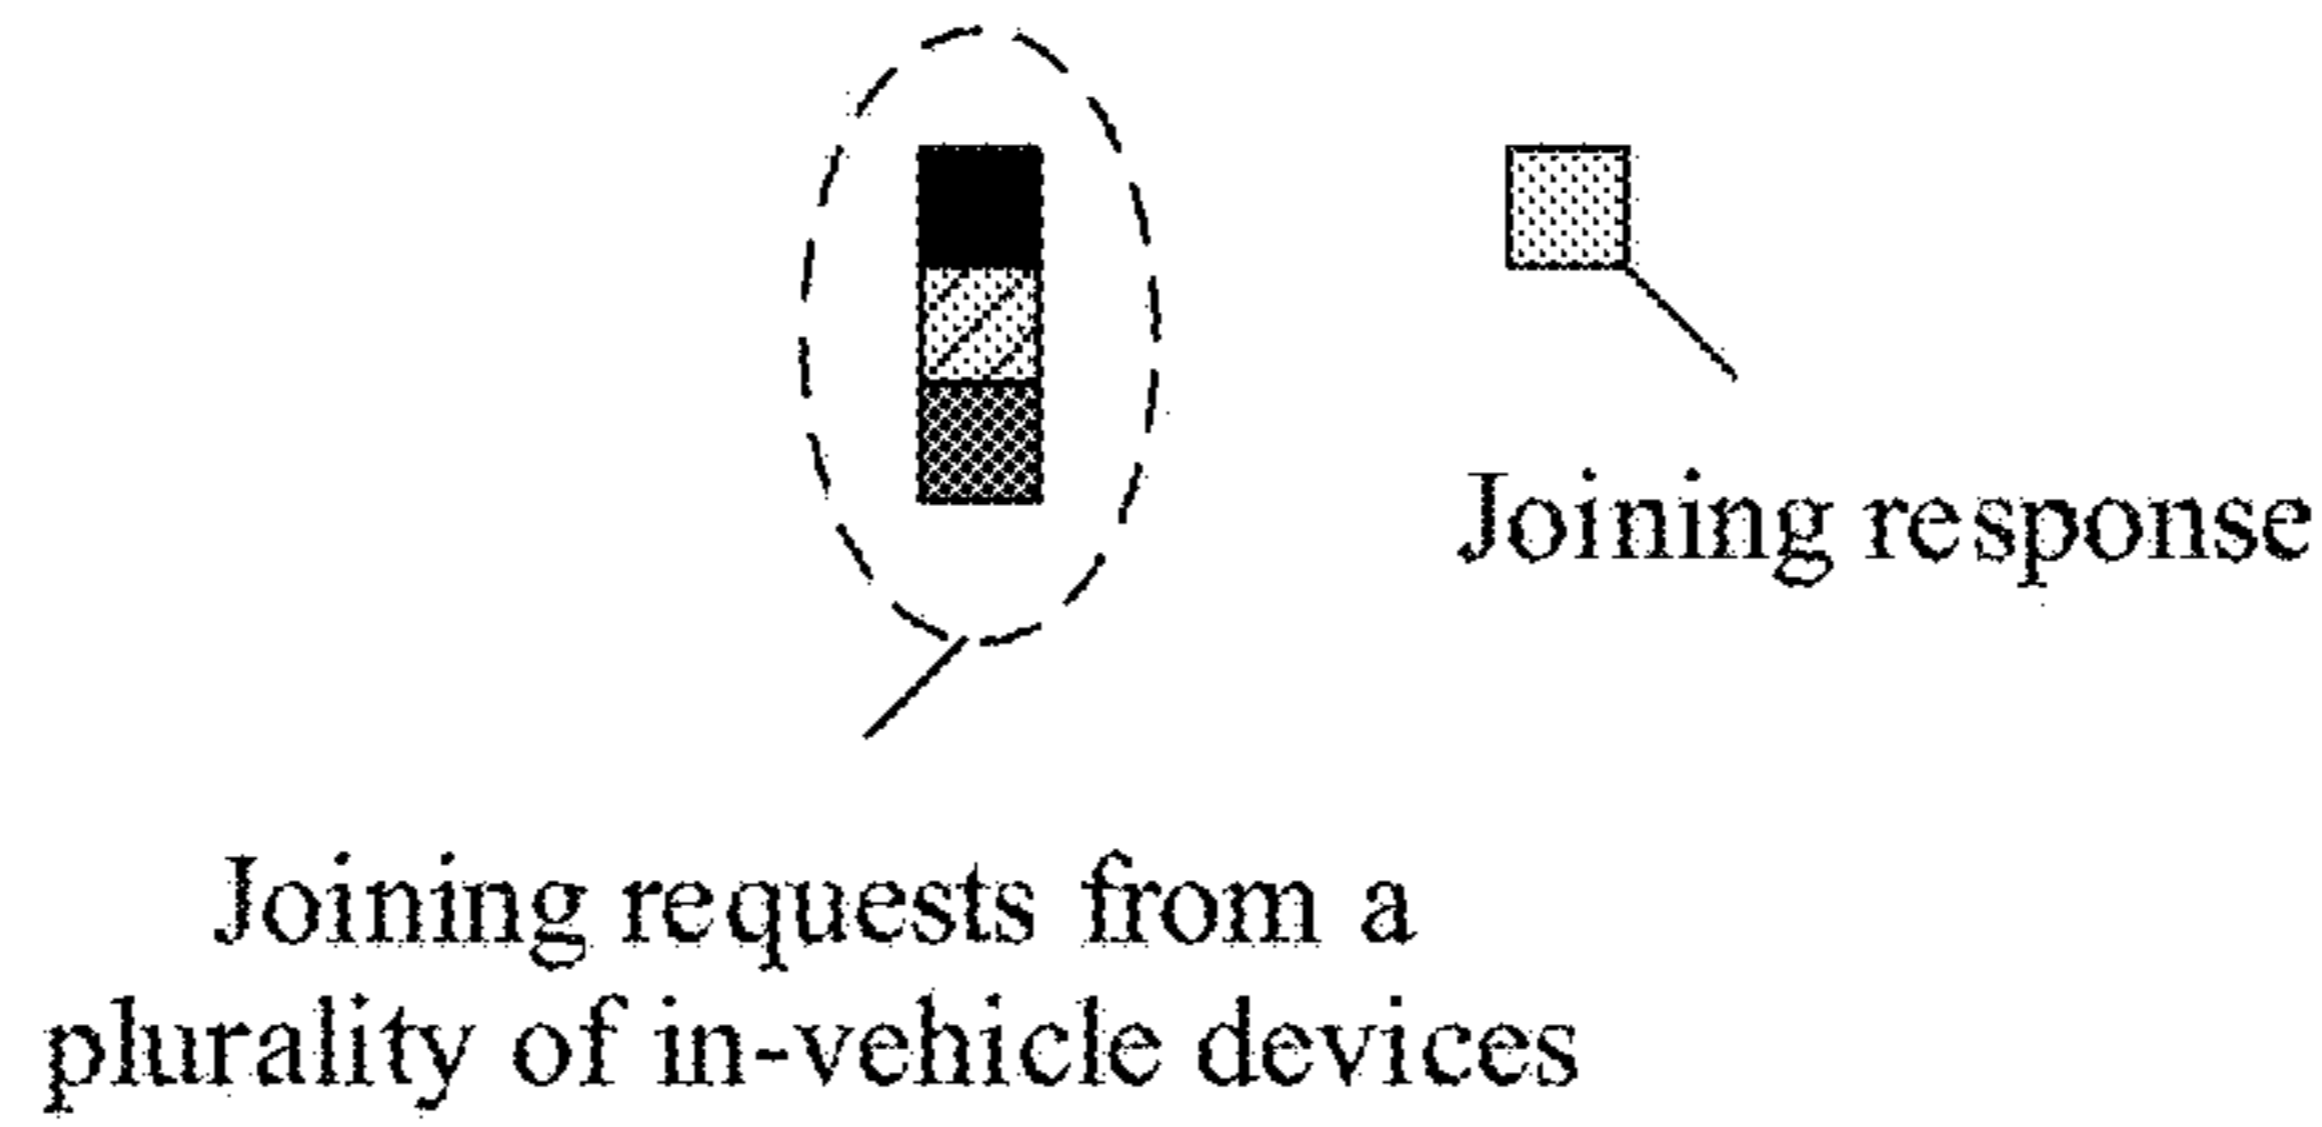 Joining response
Joining requests from a
plurality of in-vehicle devices